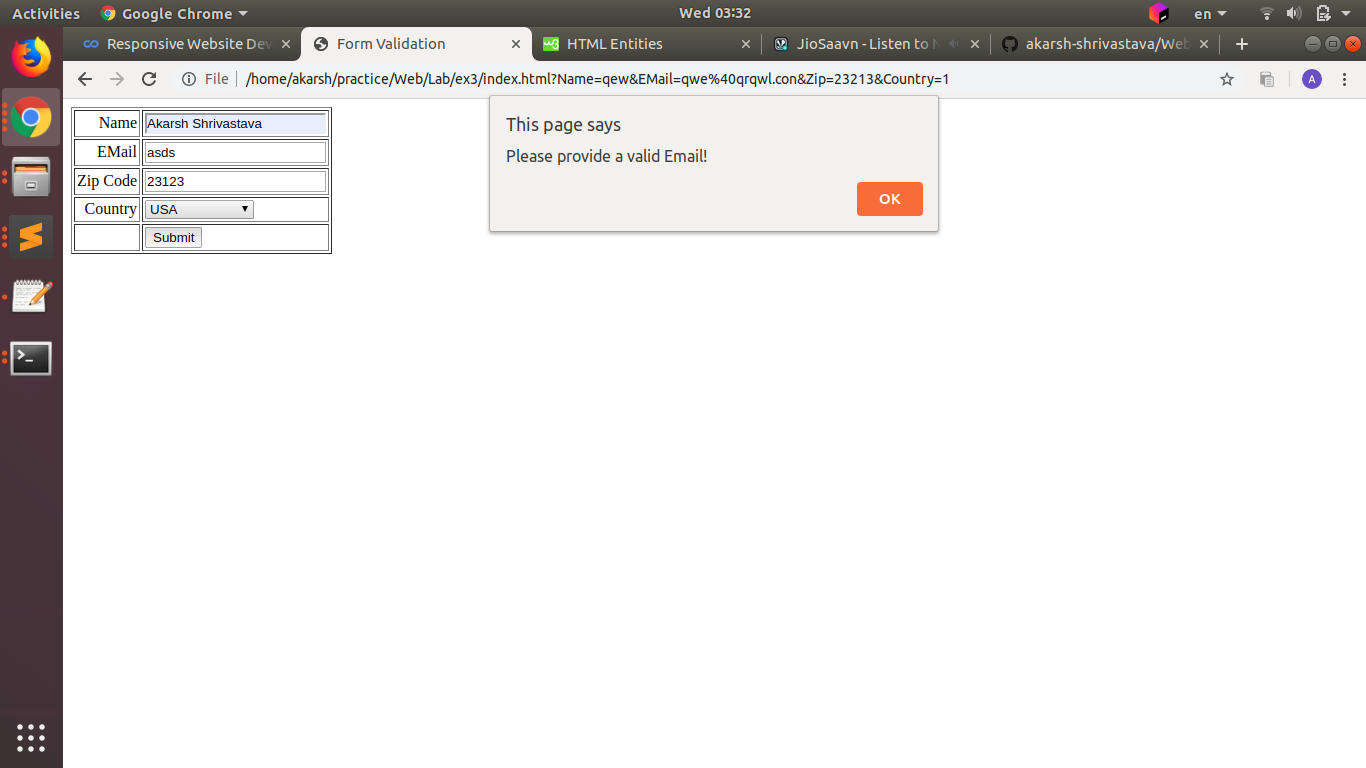 Activities Google Chrome Wed 03:32 en
Responsive Website Dev Form Validation HTML Entities JioSaavn - Listen to akarsh-shrivastava/Web
File /home/akarsh/practice/Web/Lab/ex3/index.html?Name=qew&EMail=qwe%40qrqwl.con&Zip=23213&Country=1 A
Name Akarsh Shrivastava
EMail asds
Zip Code 23123
Country USA
Submit
This page says
Please provide a valid Email!
OK